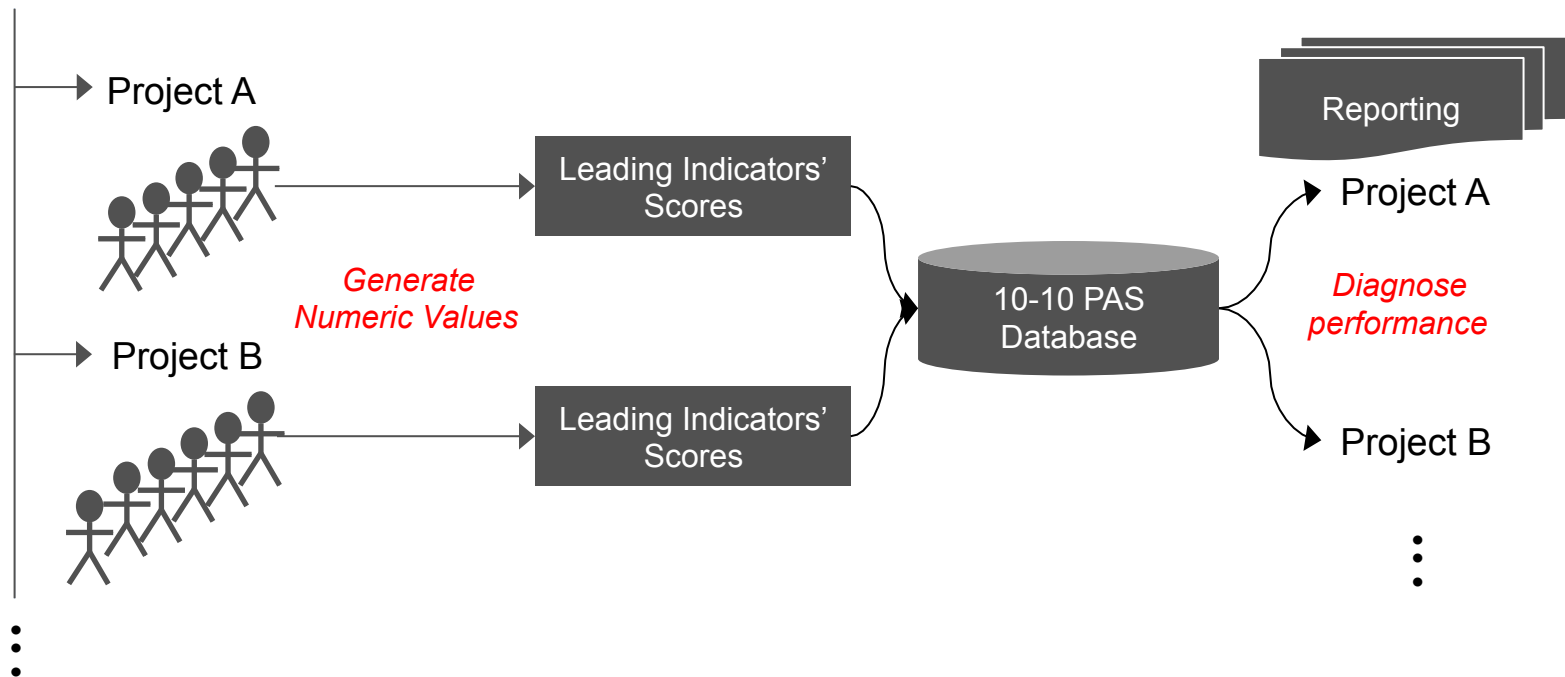 Project A
Leading Indicators’
Scores
Generate
Numeric Values
Project B
Leading Indicators’
Scores
10-10 PAS
Database
Reporting
Project A
Diagnose
performance
Project B